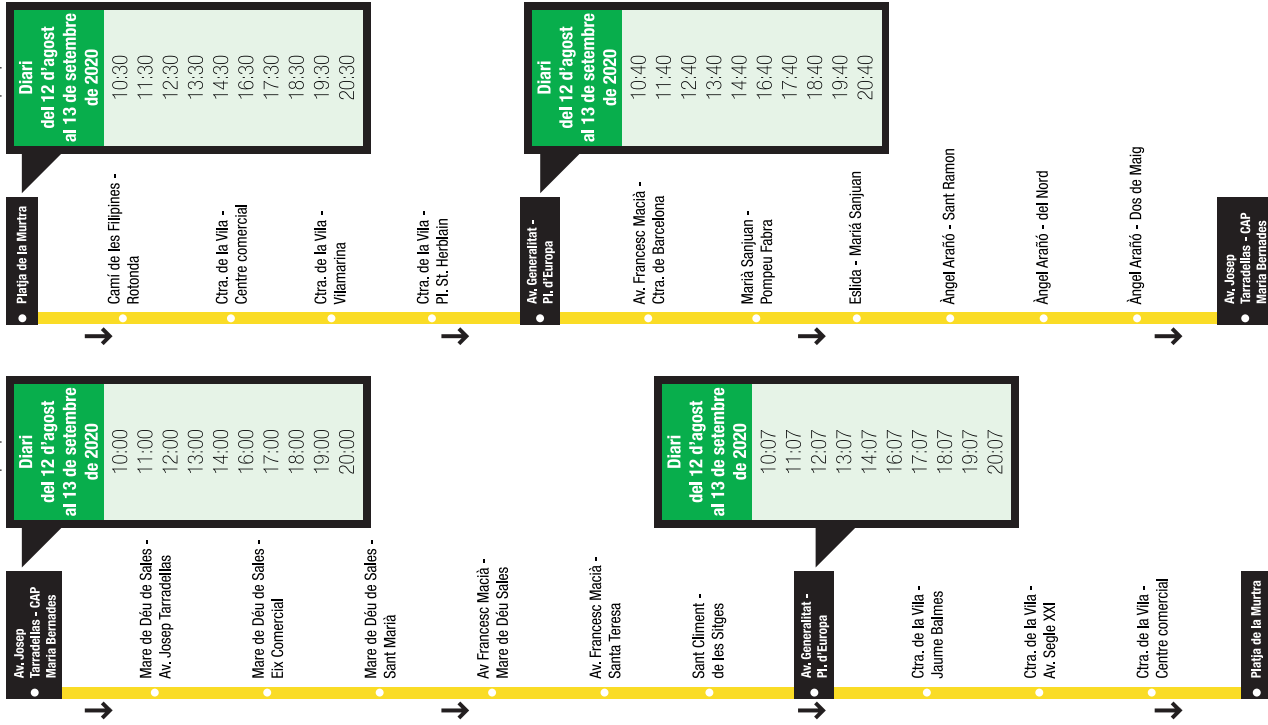 Av. Josep
Tarradellas - CAP
Maria Bernades
Diari
del 12 d'agost
al 13 de setembre
de 2020
10:00
11:00
12:00
13:00
14:00
16:00
17:00
18:00
19:00
20:00
Mare de Déu de Sales -
Av. Josep Tarradellas
Mare de Déu de Sales -
Eix Comercial
Mare de Déu de Sales -
Sant Marià
Av Francesc Macià -
Mare de Déu Sales
Av. Francesc Macià -
Santa Teresa
Sant Climent -
de les Sitges
Av. Generalitat -
Pl. d'Europa
Diari
del 12 d'agost
al 13 de setembre
de 2020
10:07
11:07
12:07
13:07
14:07
16:07
17:07
18:07
19:07
20:07
Ctra. de la Vila -
Jaume Balmes
Ctra. de la Vila -
Av. Segle XXI
Ctra. de la Vila -
Centre comercial
Platja de la Murtra
Platja de la Murtra
Diari
del 12 d'agost
al 13 de setembre
de 2020
10:30
11:30
12:30
13:30
14:30
16:30
17:30
18:30
19:30
20:30
Camí de les Filipines -
Rotonda
Ctra. de la Vila -
Centre comercial
Ctra. de la Vila -
Vilamarina
Ctra. de la Vila -
Pl. St. Herblain
Av. Generalitat -
Pl. d'Europa
Diari
del 12 d'agost
al 13 de setembre
de 2020
10:40
11:40
12:40
13:40
14:40
16:40
17:40
18:40
19:40
20:40
Av. Francesc Macià -
Ctra. de Barcelona
Marià Sanjuan -
Pompeu Fabra
Eslida - Mariá Sanjuan
Àngel Arañó - Sant Ramon
Àngel Arañó - del Nord
Àngel Arañó - Dos de Maig
Av. Josep
Tarradellas - CAP
Maria Bernades